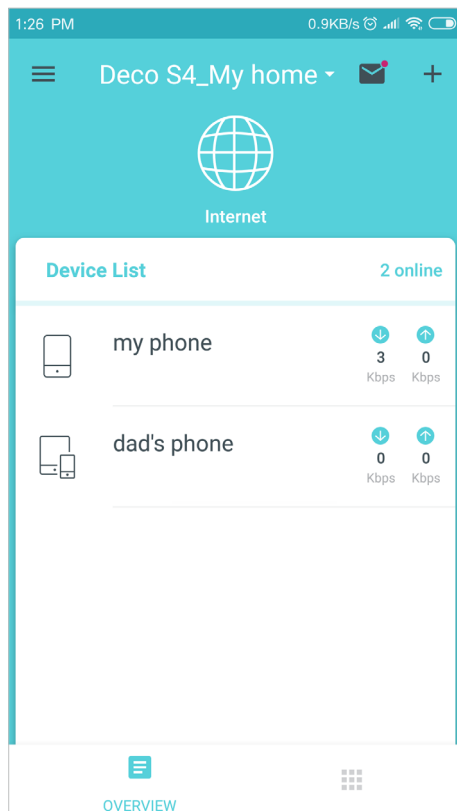 1:26 PM 0.9KB/s
Deco S4_My home
Internet
Device List 2 online
my phone
3 0
Kbps Kbps
dad's phone
0 0
Kbps Kbps
OVERVIEW